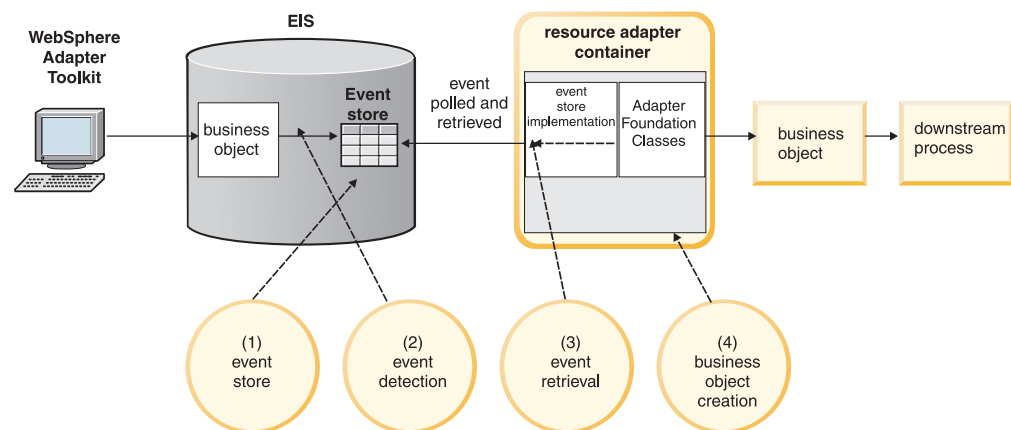 WebSphere
Adapter
Toolkit
EIS
business
object
Event
store
event
polled and
retrieved
resource adapter
container
event
store
implementation
Adapter
Foundation
Classes
business
object
downstream
process
(1)
event
store
(2)
event
detection
(3)
event
retrieval
(4)
business
object
creation